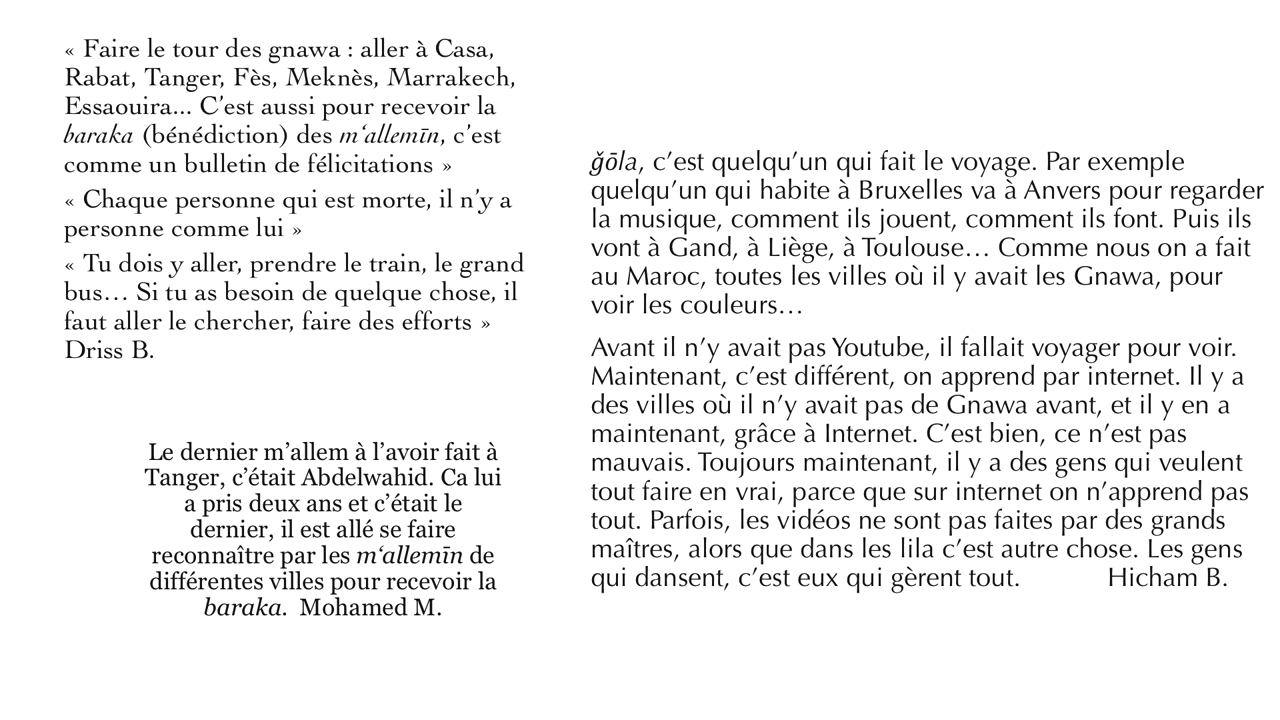 « Faire le tour des gnawa : aller à Casa,
Rabat, Tanger, Fès, Meknès, Marrakech,
Essaouira... C’est aussi pour recevoir la
baraka (bénédiction) des m‘allemīn, c’est
comme un bulletin de félicitations »
« Chaque personne qui est morte, il n’y a
personne comme lui »
« Tu dois y aller, prendre le train, le grand
bus… Si tu as besoin de quelque chose, il
faut aller le chercher, faire des efforts »
Driss B.
Le dernier m’allem à l’avoir fait à
Tanger, c’était Abdelwahid. Ca lui
a pris deux ans et c’était le
dernier, il est allé se faire
reconnaître par les m‘allemīn de
différentes villes pour recevoir la
baraka. Mohamed M.
ǧōla, c’est quelqu’un qui fait le voyage. Par exemple
quelqu’un qui habite à Bruxelles va à Anvers pour regarder
la musique, comment ils jouent, comment ils font. Puis ils
vont à Gand, à Liège, à Toulouse… Comme nous on a fait
au Maroc, toutes les villes où il y avait les Gnawa, pour
voir les couleurs…
Avant il n’y avait pas Youtube, il fallait voyager pour voir.
Maintenant, c’est différent, on apprend par internet. Il y a
des villes où il n’y avait pas de Gnawa avant, et il y en a
maintenant, grâce à Internet. C’est bien, ce n’est pas
mauvais. Toujours maintenant, il y a des gens qui veulent
tout faire en vrai, parce que sur internet on n’apprend pas
tout. Parfois, les vidéos ne sont pas faites par des grands
maîtres, alors que dans les lila c’est autre chose. Les gens
qui dansent, c’est eux qui gèrent tout. Hicham B.